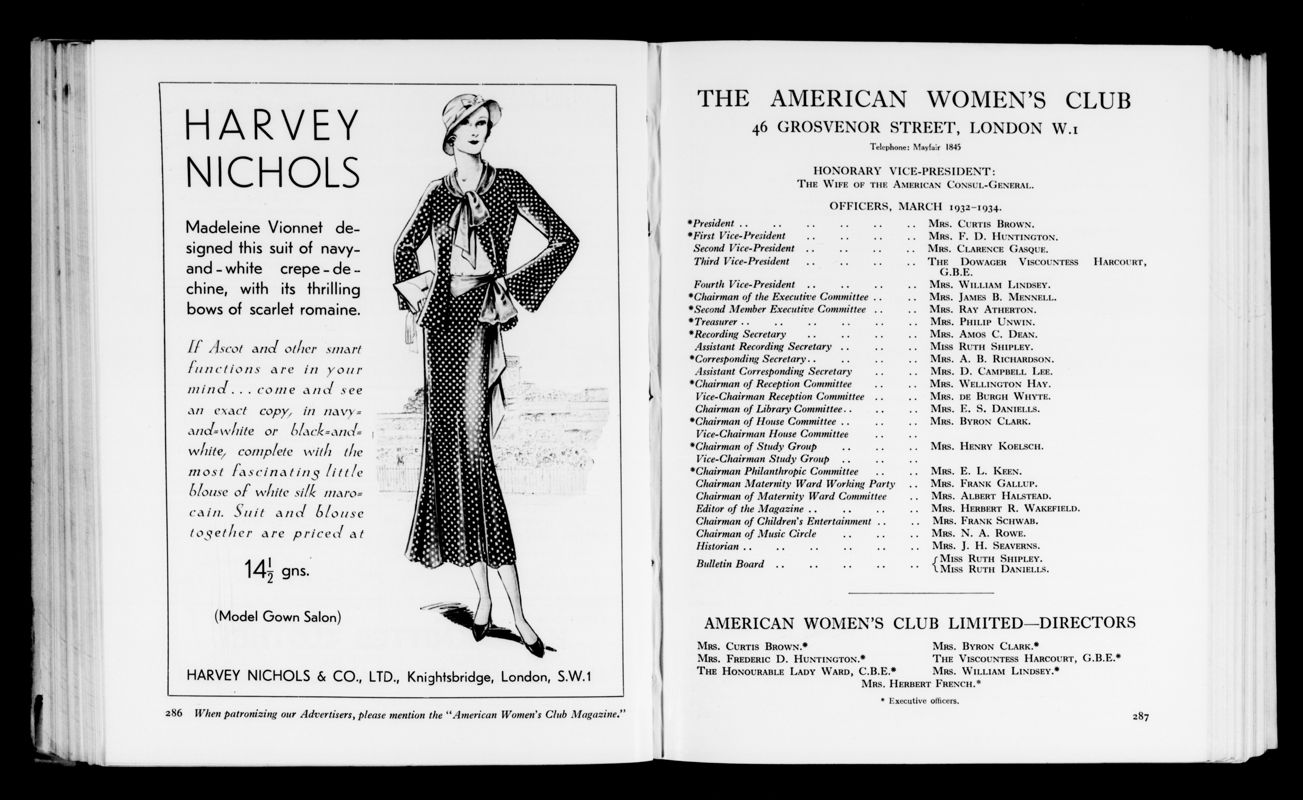 HARVEY
NICHOLS
Madeleine Vionnet de-
signed this suit of navy-
and-white crepe-de-
chine, with its thrilling
bows of scarlet romaine.
If Ascot and other smart
functions are in your
mind . . . come and see
an exact copy, in navy=
and=white or black=and=
white, complete with the
most fascinating little
blouse of white silk maro=
cain. Suit and blouse
together are priced at
14½ gns.
(Model Gown Salon)
HARVEY NICHOLS & CO., LTD., Knightsbridge, London, S.W.1
286 When patronizing our Advertisers, please mention the "American Women's Club Magazine."
THE AMERICAN WOMEN'S CLUB
46 GROSVENOR STREET, LONDON W.1
Telephone: Mayfair 1845
HONORARY VICE-PRESIDENT:
THE WIFE OF THE AMERICAN CONSUL-GENERAL.
OFFICERS, MARCH 1932-1934.
*President .. .. .. .. .. .. MRS. CURTIS BROWN.
*First Vice-President .. .. .. .. MRS. F. D. HUNTINGTON.
Second Vice-President .. .. .. .. MRS. CLARENCE GASQUE.
Third Vice-President .. .. .. .. THE DOWAGER VISCOUNTESS HARCOURT,
G.B.E.
Fourth Vice-President .. .. .. .. MRS. WILLIAM LINDSEY.
*Chairman of the Executive Committee .. .. MRS. JAMES B. MENNELL.
*Second Member Executive Committee .. .. MRS. RAY ATHERTON.
*Treasurer .. .. .. .. .. .. MRS. PHILIP UNWIN.
*Recording Secretary .. .. .. .. MRS. AMOS C. DEAN.
Assistant Recording Secretary .. .. .. MISS RUTH SHIPLEY.
*Corresponding Secretary .. .. .. .. MRS. A. B. RICHARDSON.
Assistant Corresponding Secretary .. .. MRS. D. CAMPBELL LEE.
*Chairman of Reception Committee .. .. MRS. WELLINGTON HAY.
Vice-Chairman Reception Committee .. .. MRS. DE BURGH WHYTE.
Chairman of Library Committee .. .. .. MRS. E. S. DANIELLS.
*Chairman of House Committee .. .. .. MRS. BYRON CLARK.
Vice-Chairman House Committee .. ..
*Chairman of Study Group .. .. .. MRS. HENRY KOELSCH.
Vice-Chairman Study Group .. .. ..
*Chairman Philanthropic Committee .. .. MRS. E. L. KEEN.
Chairman Maternity Ward Working Party .. MRS. FRANK GALLUP.
Chairman of Maternity Ward Committee .. MRS. ALBERT HALSTEAD.
Editor of the Magazine .. .. .. .. MRS. HERBERT R. WAKEFIELD.
Chairman of Children's Entertainment .. .. MRS. FRANK SCHWAB.
Chairman of Music Circle .. .. .. MRS. N. A. ROWE.
Historian .. .. .. .. .. .. MRS. J. H. SEAVERNS.
Bulletin Board .. .. .. .. .. { MISS RUTH SHIPLEY.
MISS RUTH DANIELLS.
AMERICAN WOMEN'S CLUB LIMITED—DIRECTORS
MRS. CURTIS BROWN.* MRS. BYRON CLARK.*
MRS. FREDERIC D. HUNTINGTON.* THE VISCOUNTESS HARCOURT, G.B.E.*
THE HONOURABLE LADY WARD, C.B.E.* MRS. WILLIAM LINDSEY.*
MRS. HERBERT FRENCH.*
* Executive officers.
287